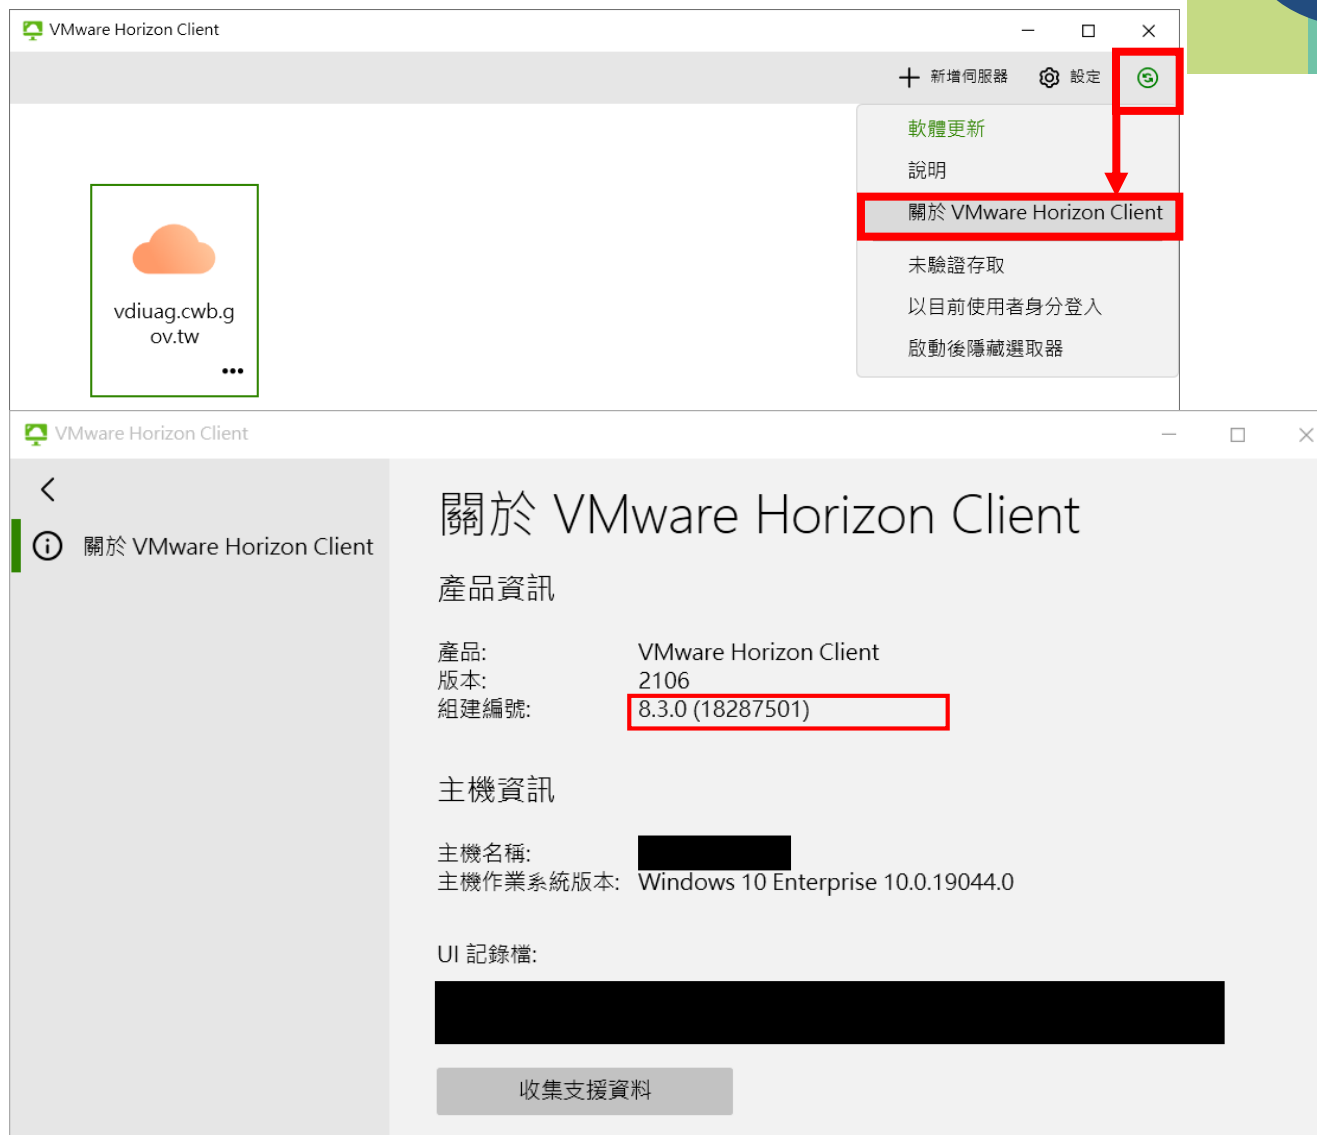 VMware Horizon Client
新增伺服器 設定
軟體更新
說明
關於 VMware Horizon Client
未驗證存取
以目前使用者身分登入
啟動後隱藏選取器
vdiuag.cwb.g
ov.tw
VMware Horizon Client
關於 VMware Horizon Client
關於 VMware Horizon Client
產品資訊
產品: VMware Horizon Client
版本: 2106
組建編號: 8.3.0 (18287501)
主機資訊
主機名稱:
主機作業系統版本: Windows 10 Enterprise 10.0.19044.0
UI 記錄檔:
收集支援資料